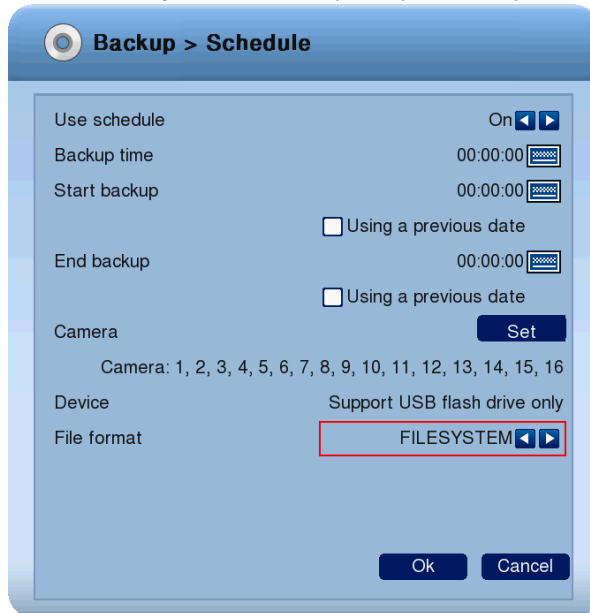 Backup > Schedule
Use schedule On
Backup time 00:00:00
Start backup 00:00:00
Using a previous date
End backup 00:00:00
Using a previous date
Camera Set
Camera: 1, 2, 3, 4, 5, 6, 7, 8, 9, 10, 11, 12, 13, 14, 15, 16
Device Support USB flash drive only
File format FILESYSTEM
Ok Cancel